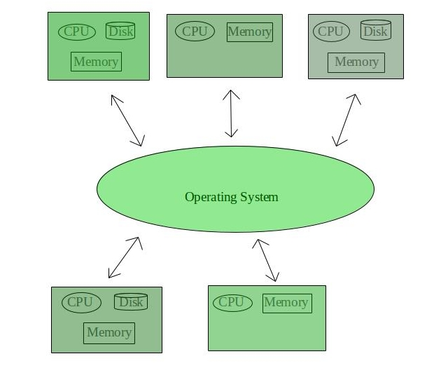 CPU Disk
Memory
CPU Memory
CPU Disk
Memory
Operating System
CPU Disk
Memory
CPU Memory